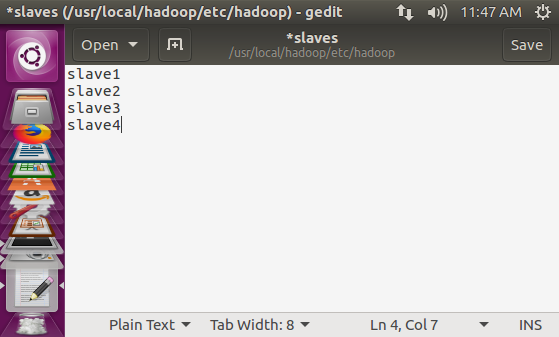 *slaves (/usr/local/hadoop/etc/hadoop) - gedit
11:47 AM
Open
*slaves
/usr/local/hadoop/etc/hadoop
Save
slave1
slave2
slave3
slave4
Plain Text
Tab Width: 8
Ln 4, Col 7
INS